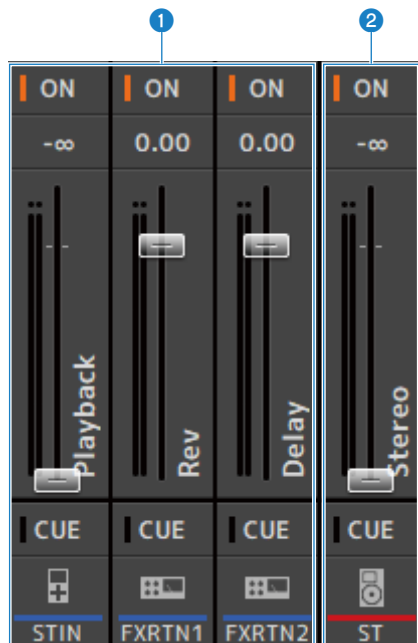 1 2
ON ON ON ON
-∞ 0.00 0.00 -∞
Playback Rev Delay Stereo
CUE CUE CUE CUE
STIN FXRTN1 FXRTN2 ST